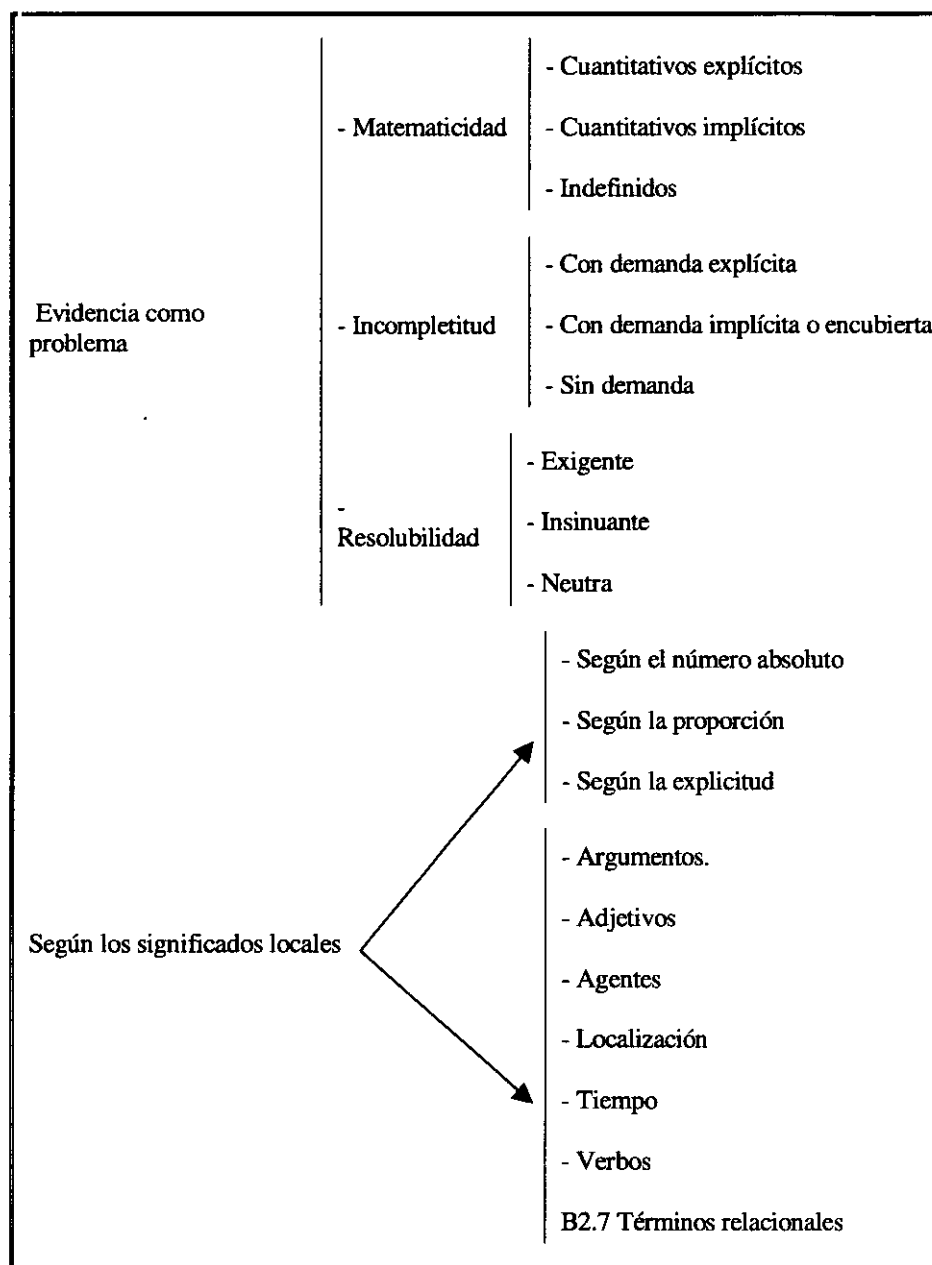 Evidencia como
problema
- Matematicidad
- Cuantitativos explícitos
- Cuantitativos implícitos
- Indefinidos
- Incompletitud
- Con demanda explícita
- Con demanda implícita o encubierta
- Sin demanda
-
Resolubilidad
- Exigente
- Insinuante
- Neutra
Según los significados locales
- Según el número absoluto
- Según la proporción
- Según la explicitud
- Argumentos.
- Adjetivos
- Agentes
- Localización
- Tiempo
- Verbos
B2.7 Términos relacionales